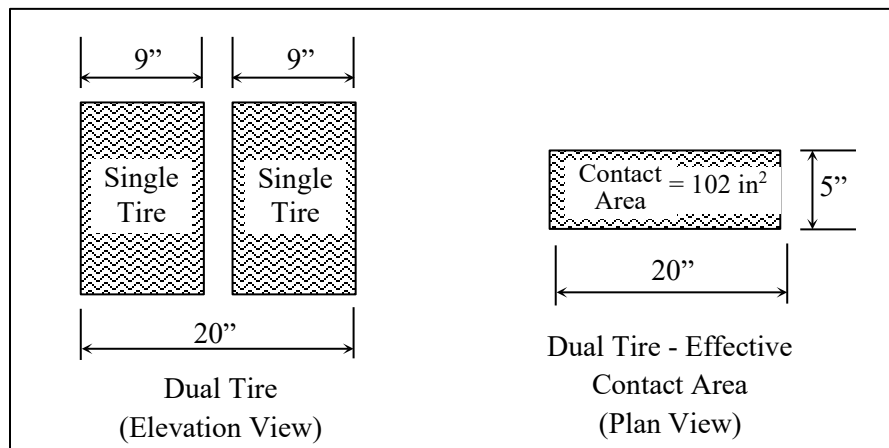 9”
9”
Single
Tire
Single
Tire
20”
Dual Tire
(Elevation View)
Contact
Area
= 102 in²
5”
20”
Dual Tire - Effective
Contact Area
(Plan View)